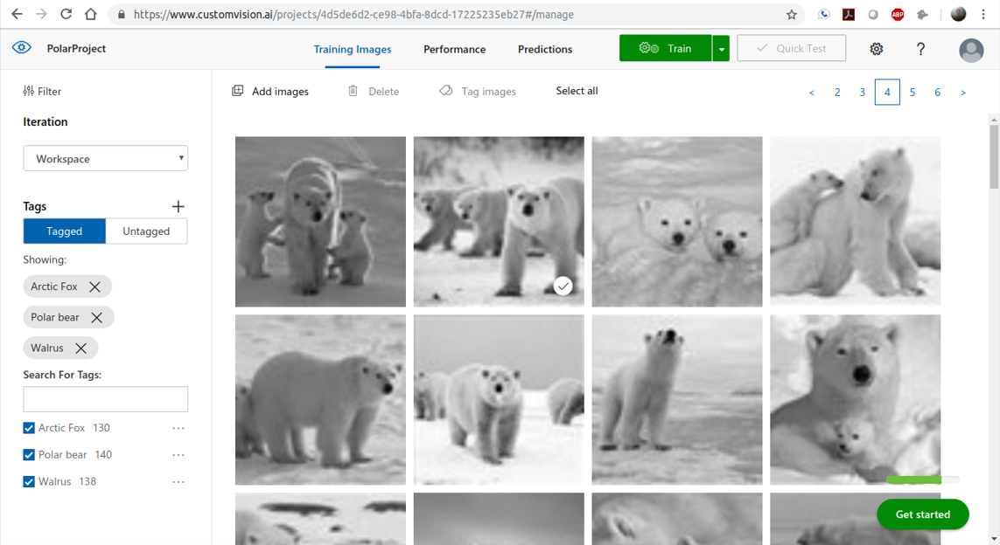 https://www.customvision.ai/projects/4d5de6d2-ce98-4bfa-8dcd-17225235eb27#/manage
ABP
PolarProject
Training Images
Performance
Predictions
Train
Quick Test
?
Filter
Add images
Delete
Tag images
Select all
< 2 3 4 5 6 >
Iteration
Workspace
Tags
Tagged
Untagged
Showing:
Arctic Fox
Polar bear
Walrus
Search For Tags:
Arctic Fox 130 ...
Polar bear 140 ...
Walrus 138 ...
Get started